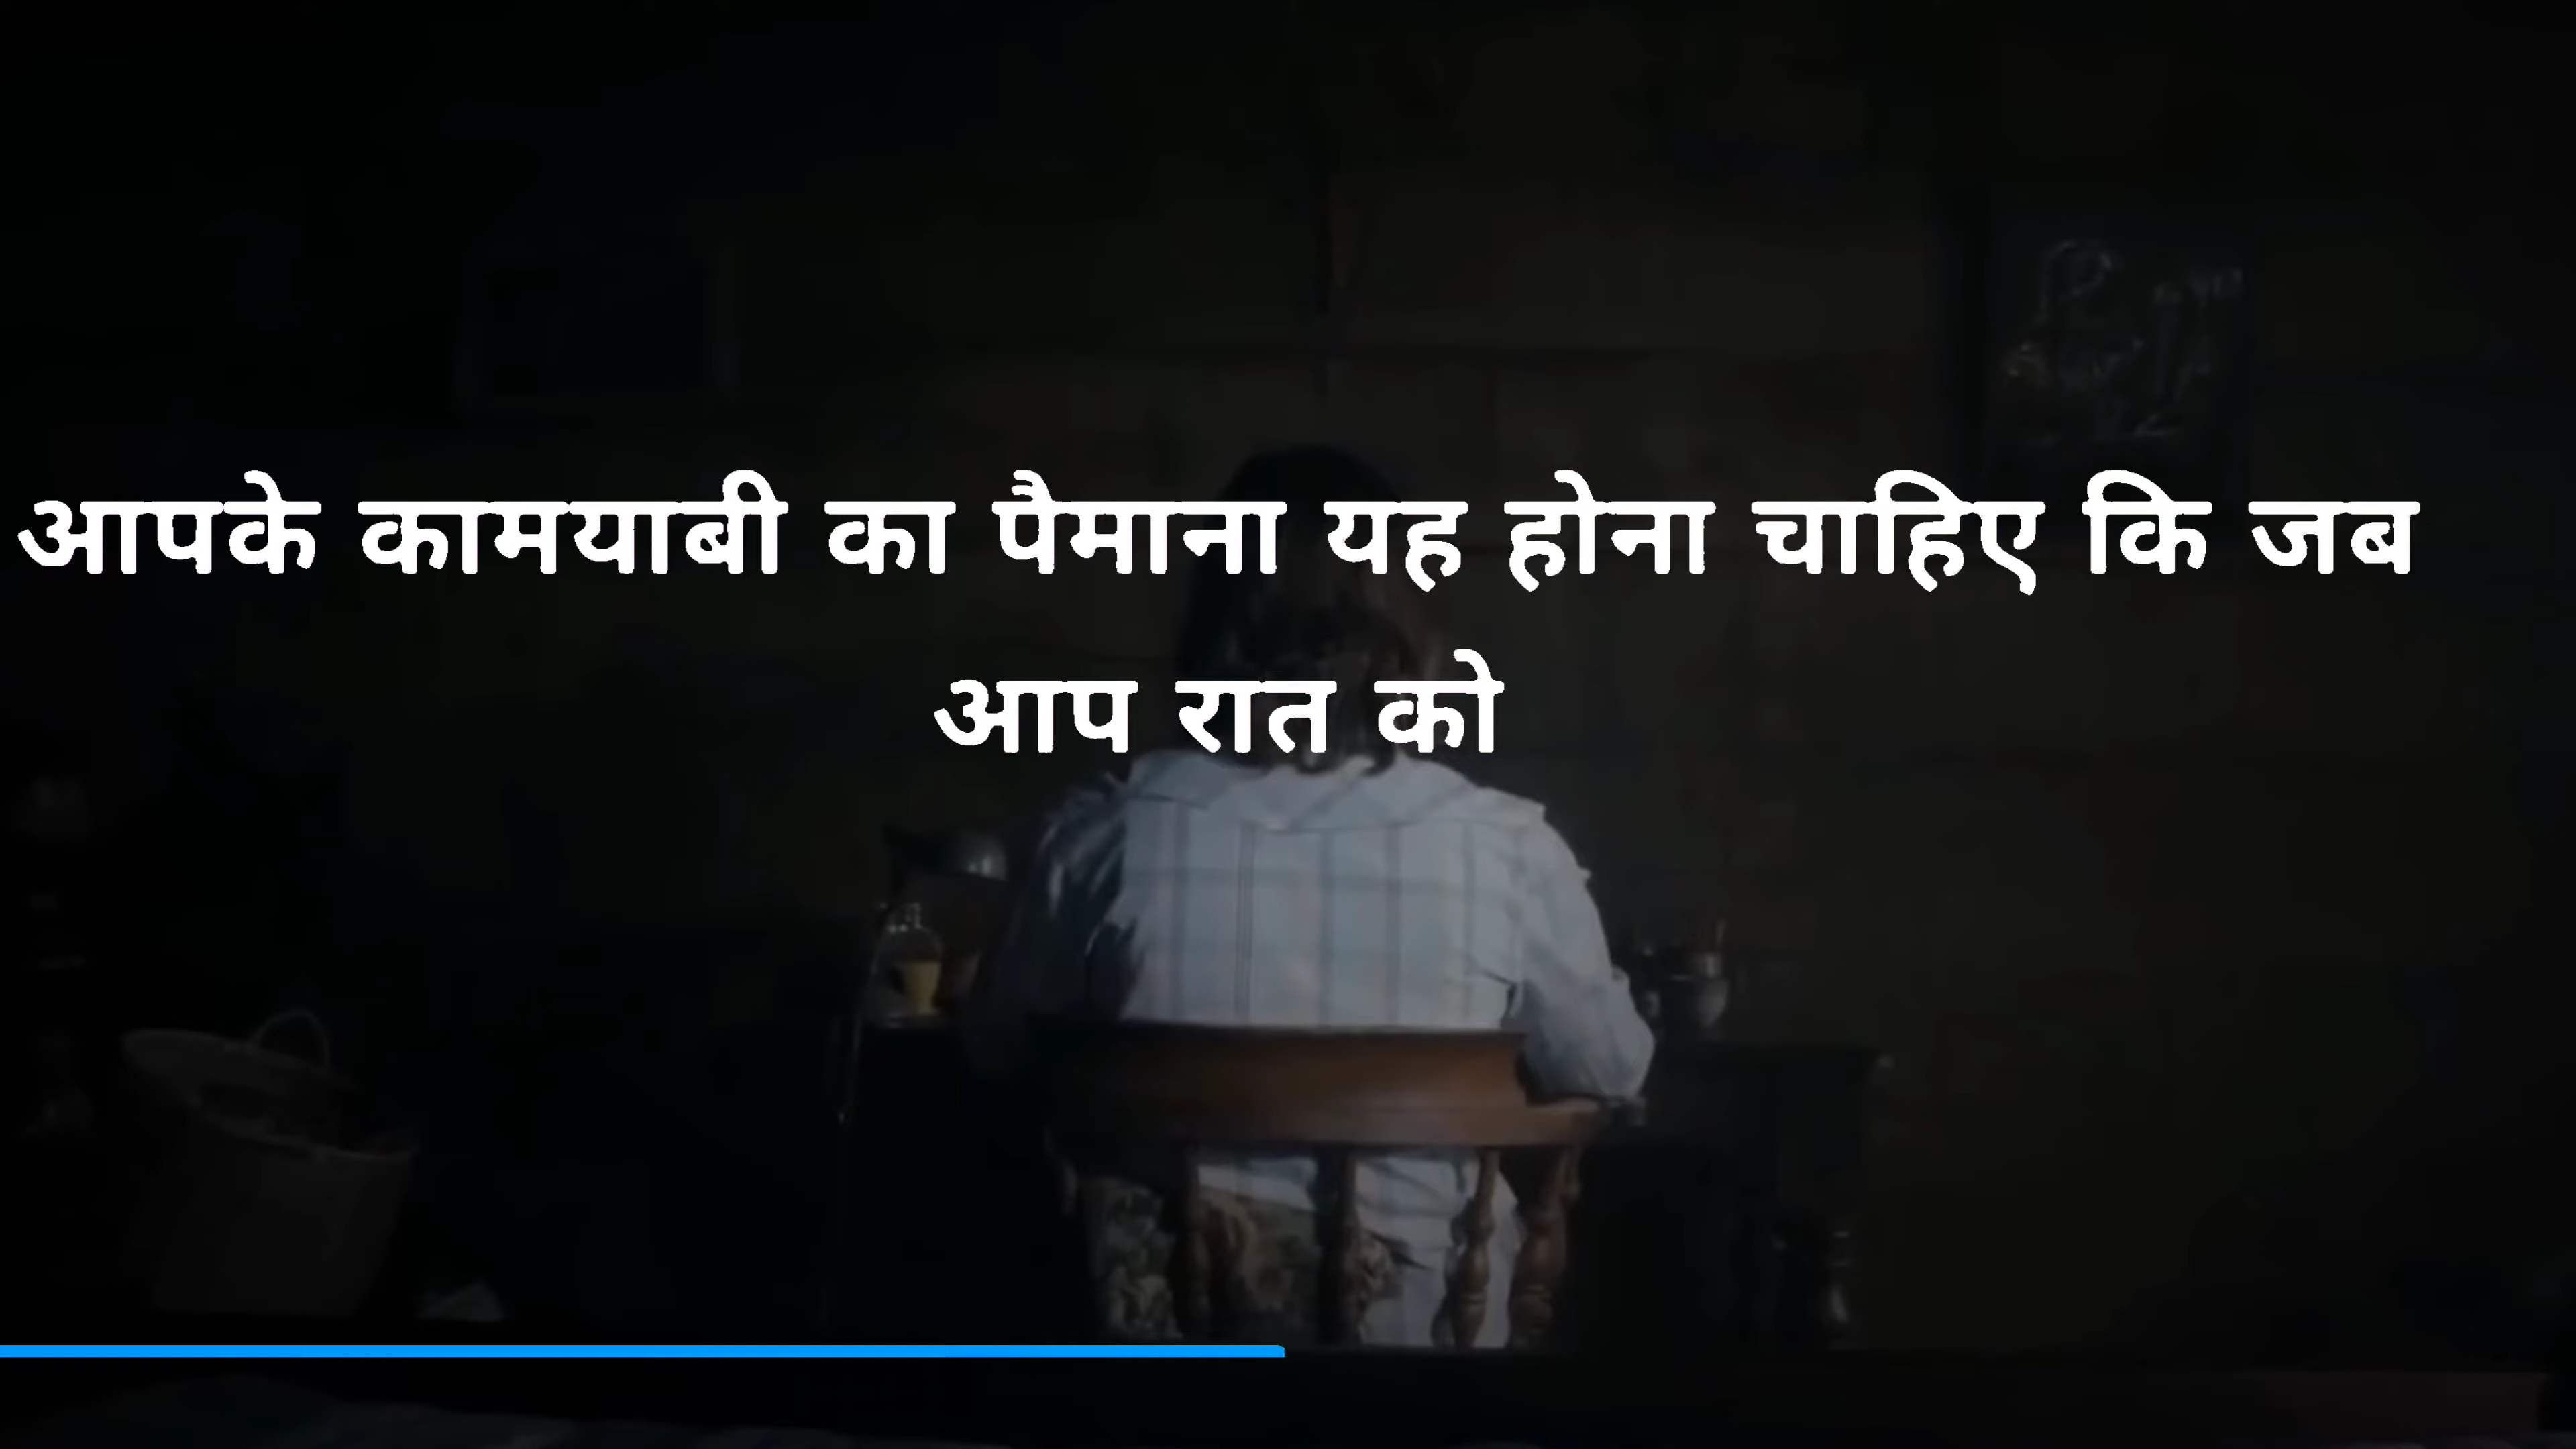 आपके कामयाबी का पैमाना यह होना चाहिए कि जब
आप रात को